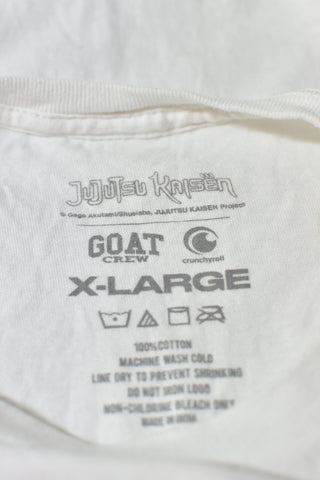 JUJUTSU KAISEN
© Gege Akutami/Shueisha, JUJUTSU KAISEN Project
GOAT
CREW
crunchyroll
X-LARGE
100% COTTON
MACHINE WASH COLD
LINE DRY TO PREVENT SHRINKING
DO NOT IRON LOGO
NON-CHLORINE BLEACH ONLY
MADE IN